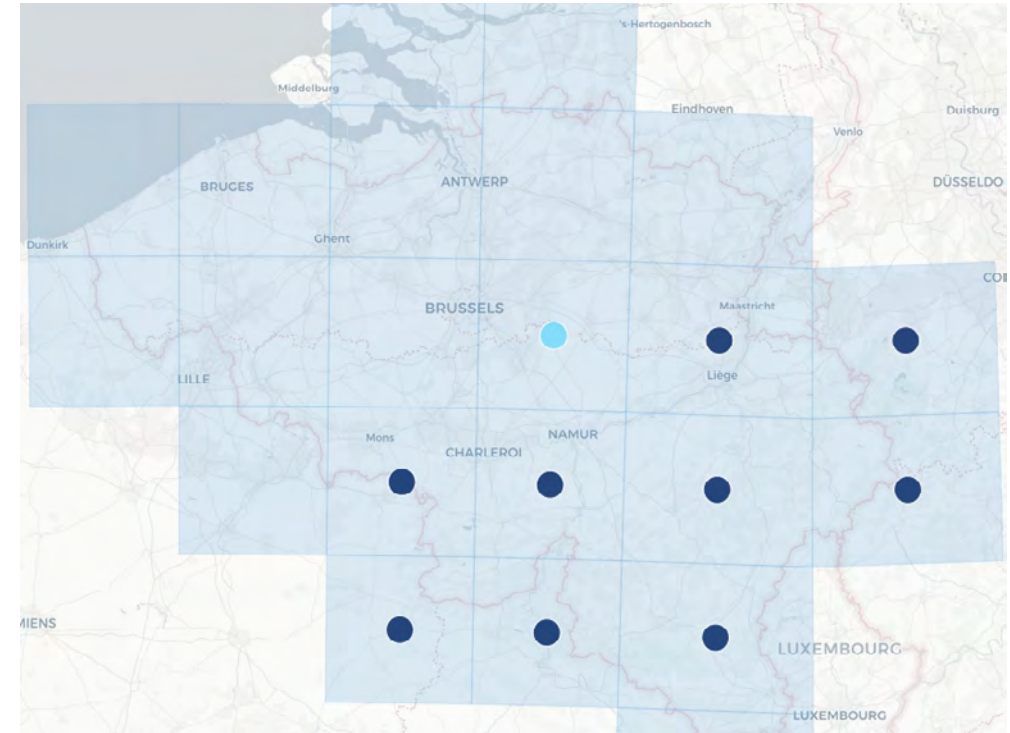 's-Hertogenbosch
Middelburg
Eindhoven
Duisburg
Venlo
BRUGES
ANTWERP
DÜSSELDO
Dunkirk
Ghent
COI
BRUSSELS
Maastricht
LILLE
Liège
Mons
NAMUR
CHARLEROI
MIENS
LUXEMBOURG
LUXEMBOURG